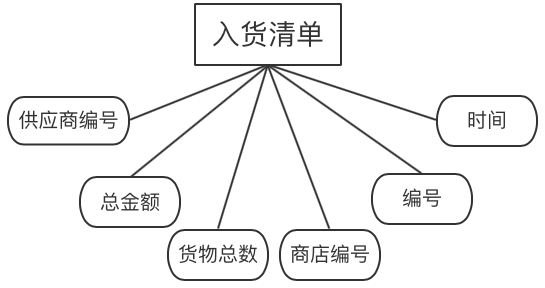 入货清单
供应商编号
时间
总金额
编号
货物总数
商店编号